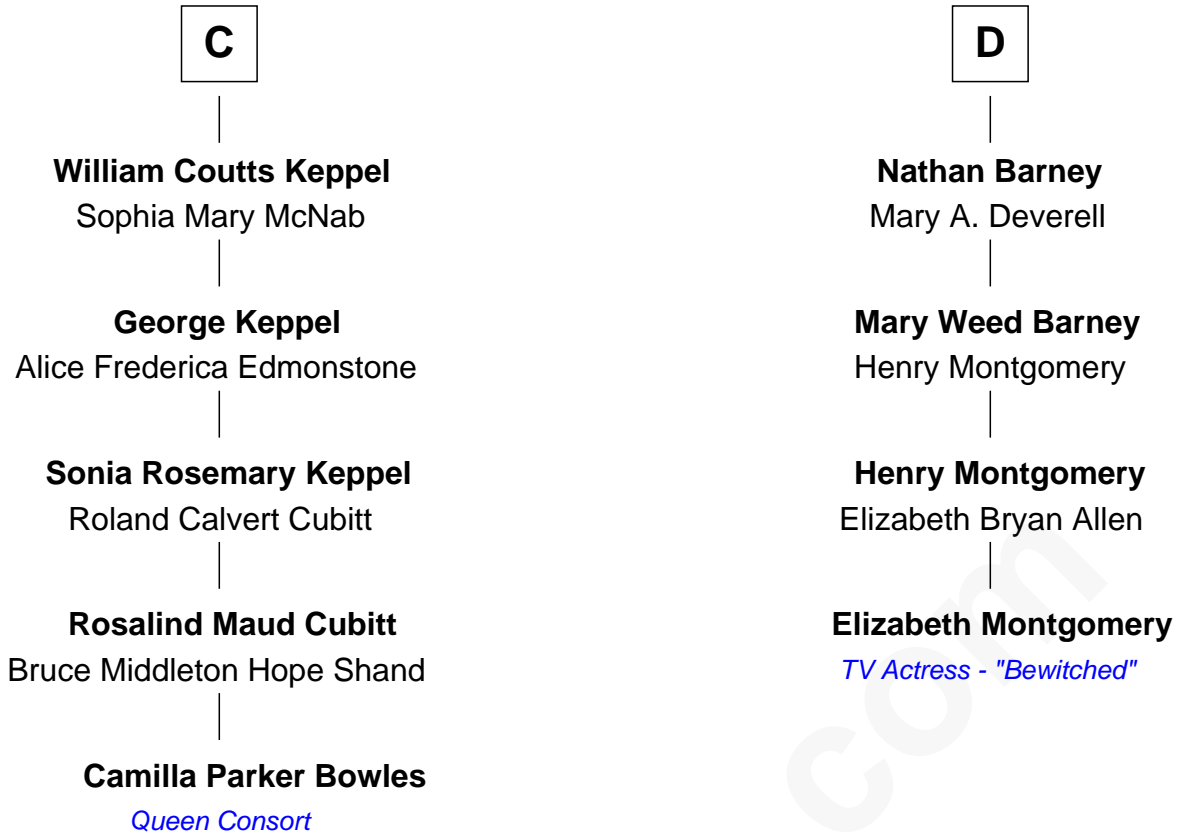 C
William Coutts Keppel
Sophia Mary McNab
George Keppel
Alice Frederica Edmonstone
Sonia Rosemary Keppel
Roland Calvert Cubitt
Rosalind Maud Cubitt
Bruce Middleton Hope Shand
Camilla Parker Bowles
Queen Consort
D
Nathan Barney
Mary A. Deverell
Mary Weed Barney
Henry Montgomery
Henry Montgomery
Elizabeth Bryan Allen
Elizabeth Montgomery
TV Actress - "Bewitched"
com